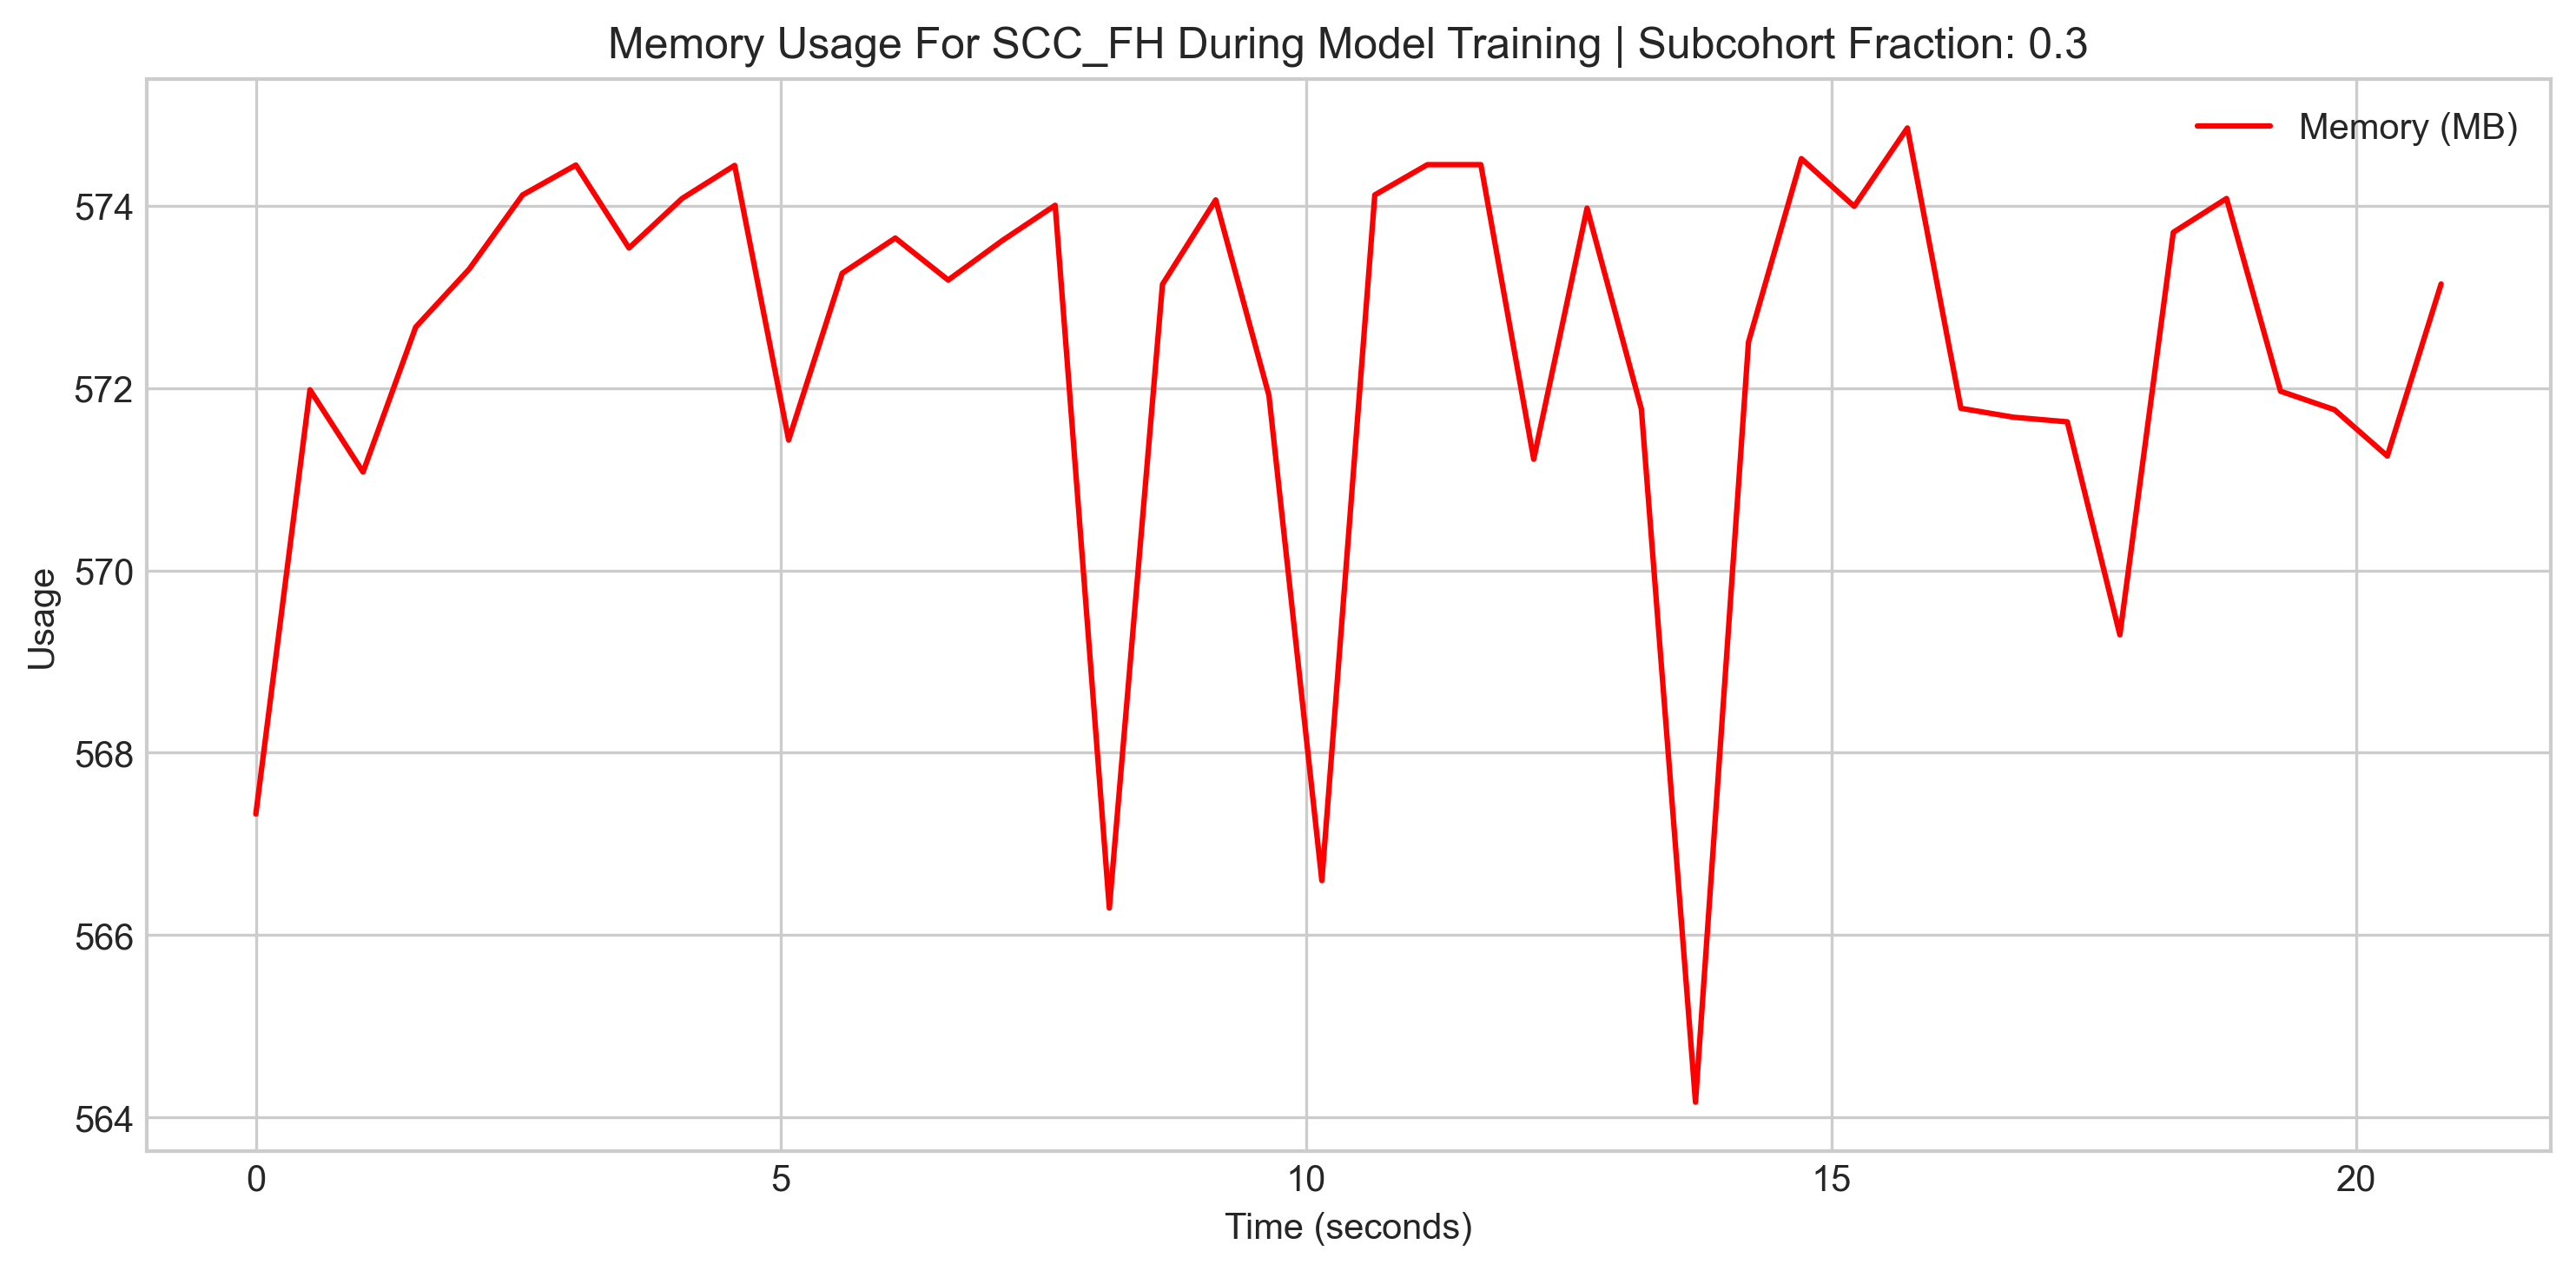 Memory Usage For SCC_FH During Model Training | Subcohort Fraction: 0.3
Memory (MB)
574
572
570
568
566
564
Usage
0 5 10 15 20
Time (seconds)